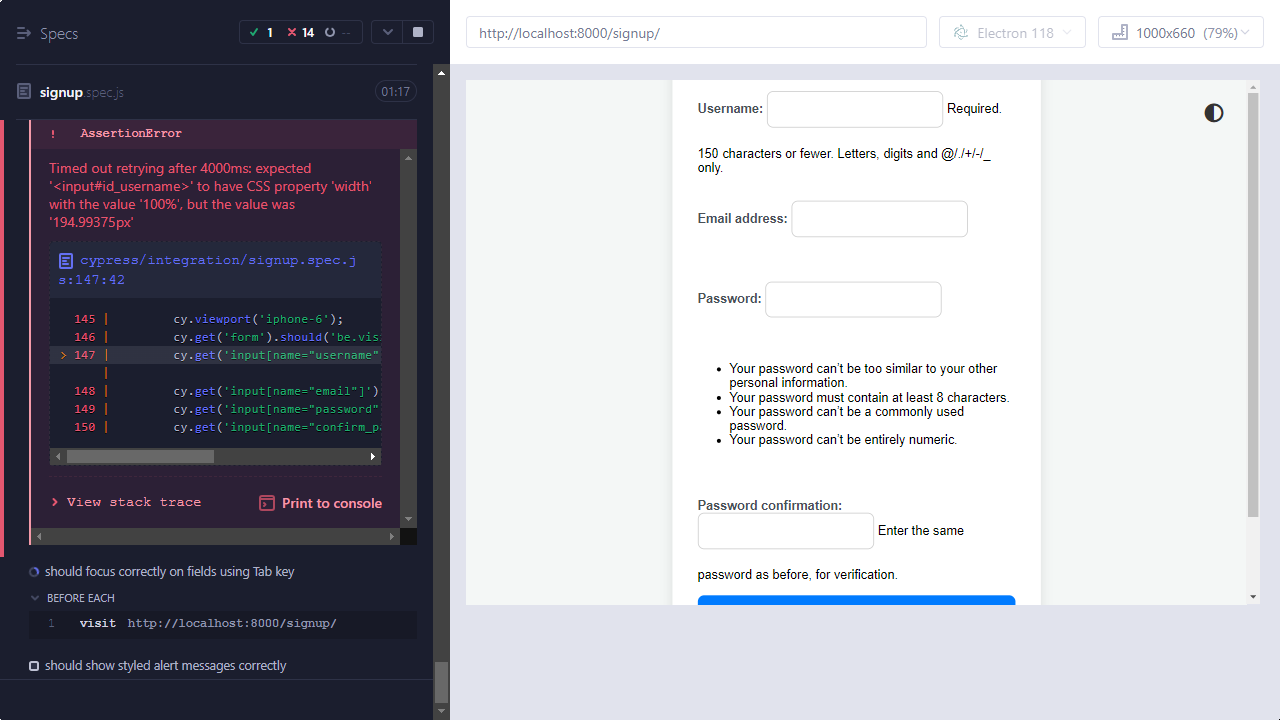 Specs
1
14
--
signup.spec.js
01:17
! AssertionError
Timed out retrying after 4000ms: expected
'<input#id_username>' to have CSS property 'width'
with the value '100%', but the value was
'194.99375px'
cypress/integration/signup.spec.j
s:147:42
145 | cy.viewport('iphone-6');
146 | cy.get('form').should('be.vis
> 147 | cy.get('input[name="username"
|
148 | cy.get('input[name="email"]')
149 | cy.get('input[name="password"
150 | cy.get('input[name="confirm_pa
> View stack trace
Print to console
should focus correctly on fields using Tab key
BEFORE EACH
1 visit http://localhost:8000/signup/
should show styled alert messages correctly
http://localhost:8000/signup/
Electron 118
1000x660 (79%)
Username: Required.
150 characters or fewer. Letters, digits and @/./+/-/_
only.
Email address:
Password:
• Your password can’t be too similar to your other
personal information.
• Your password must contain at least 8 characters.
• Your password can’t be a commonly used
password.
• Your password can’t be entirely numeric.
Password confirmation:
Enter the same
password as before, for verification.